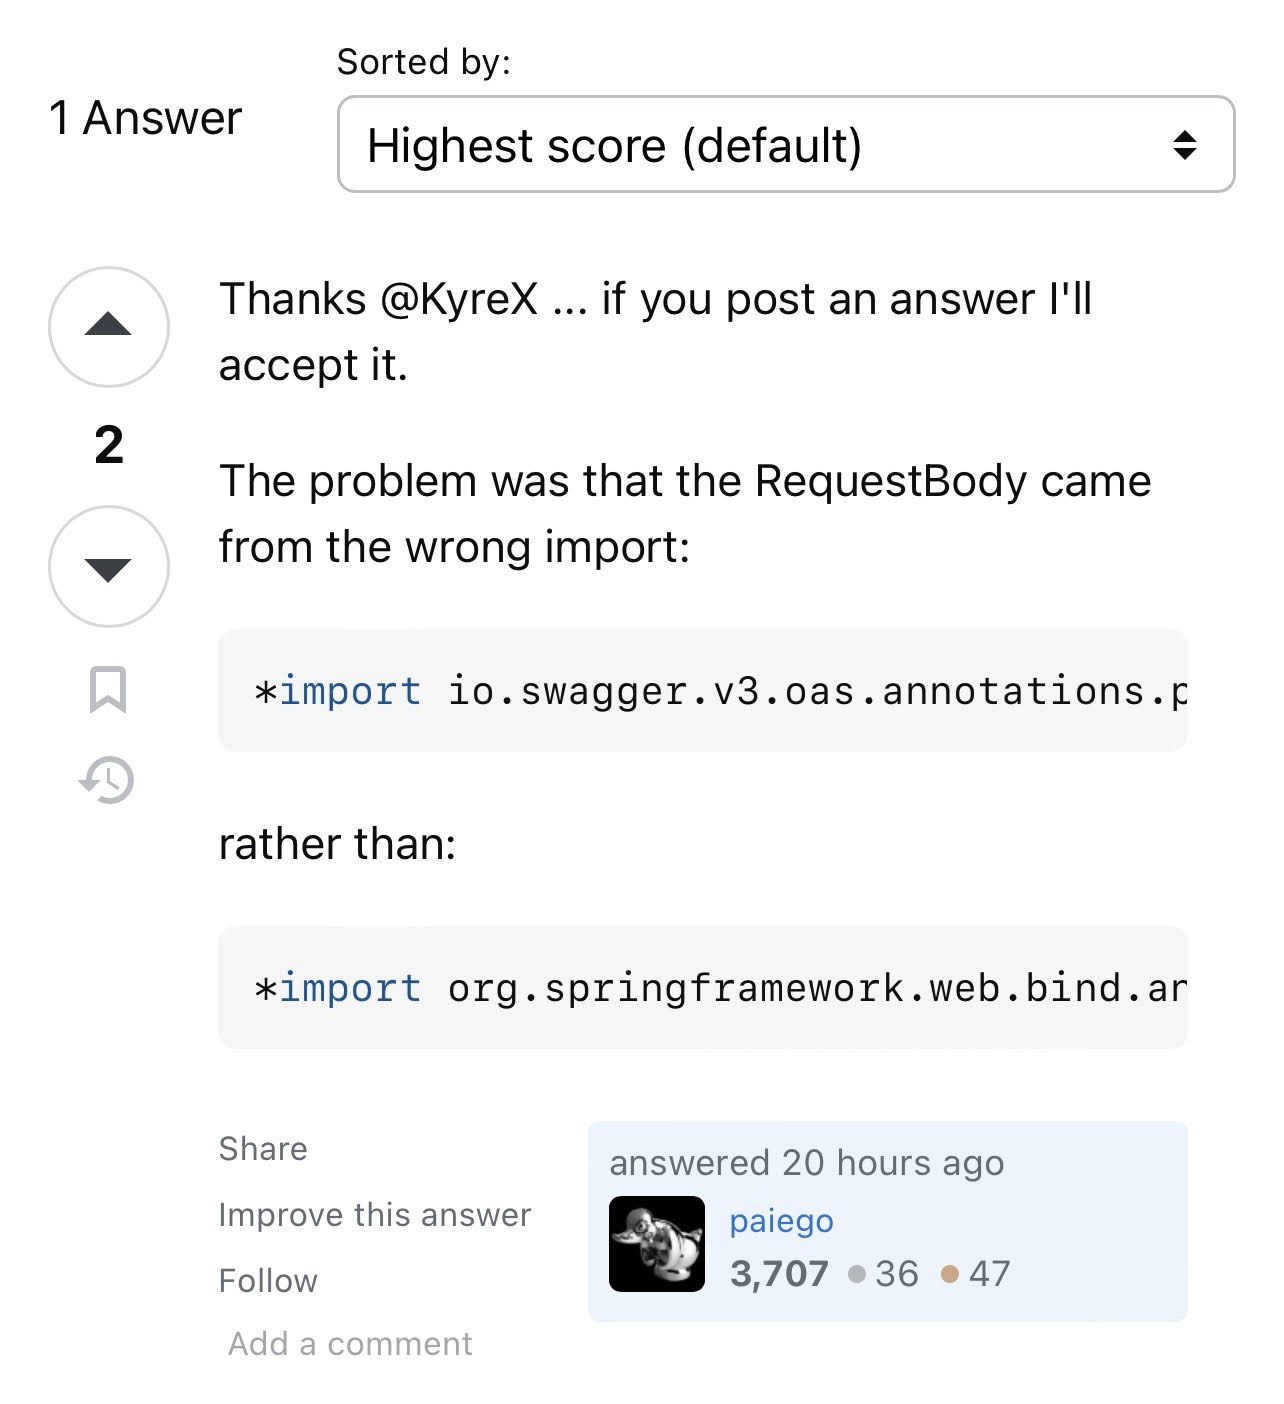 Sorted by:
1 Answer
Highest score (default)
Thanks @KyreX ... if you post an answer I'll
accept it.
2
The problem was that the RequestBody came
from the wrong import:
*import io.swagger.v3.oas.annotations.p
rather than:
*import org.springframework.web.bind.an
Share
Improve this answer
Follow
Add a comment
answered 20 hours ago
paiego
3,707 36 47